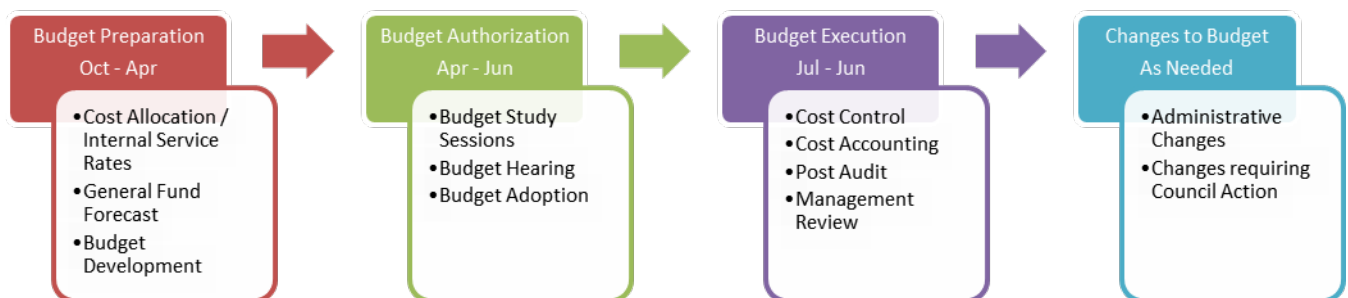 Budget Preparation
Oct - Apr
•Cost Allocation /
Internal Service
Rates
•General Fund
Forecast
•Budget
Development
Budget Authorization
Apr - Jun
•Budget Study
Sessions
•Budget Hearing
•Budget Adoption
Budget Execution
Jul - Jun
•Cost Control
•Cost Accounting
•Post Audit
•Management
Review
Changes to Budget
As Needed
•Administrative
Changes
•Changes requiring
Council Action